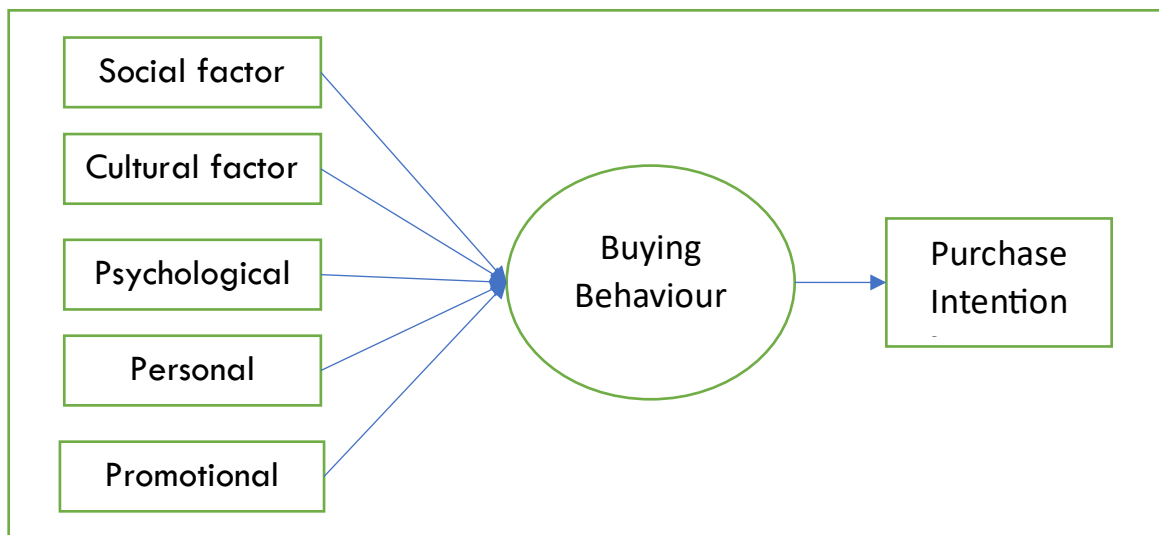 Social factor
Cultural factor
Psychological
Personal
Promotional
Buying
Behaviour
Purchase
Intention